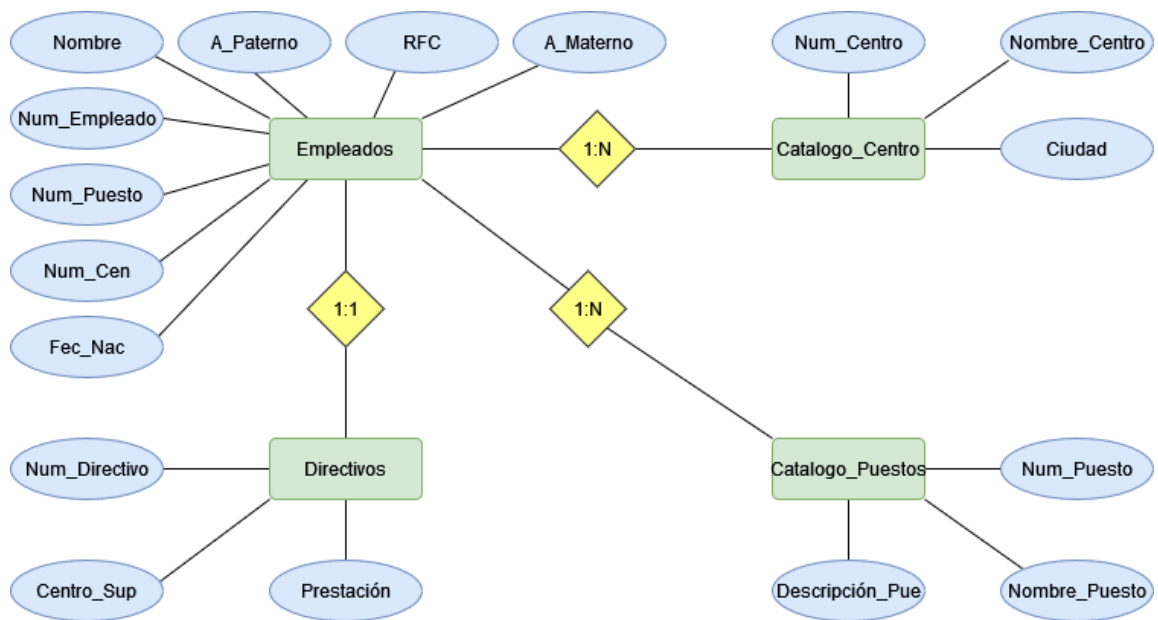 Nombre
A_Paterno
RFC
A_Materno
Num_Centro
Nombre_Centro
Num_Empleado
Empleados
1:N
Catalogo_Centro
Ciudad
Num_Puesto
Num_Cen
1:1
1:N
Fec_Nac
Num_Directivo
Directivos
Catalogo_Puestos
Num_Puesto
Centro_Sup
Prestación
Descripción_Pue
Nombre_Puesto